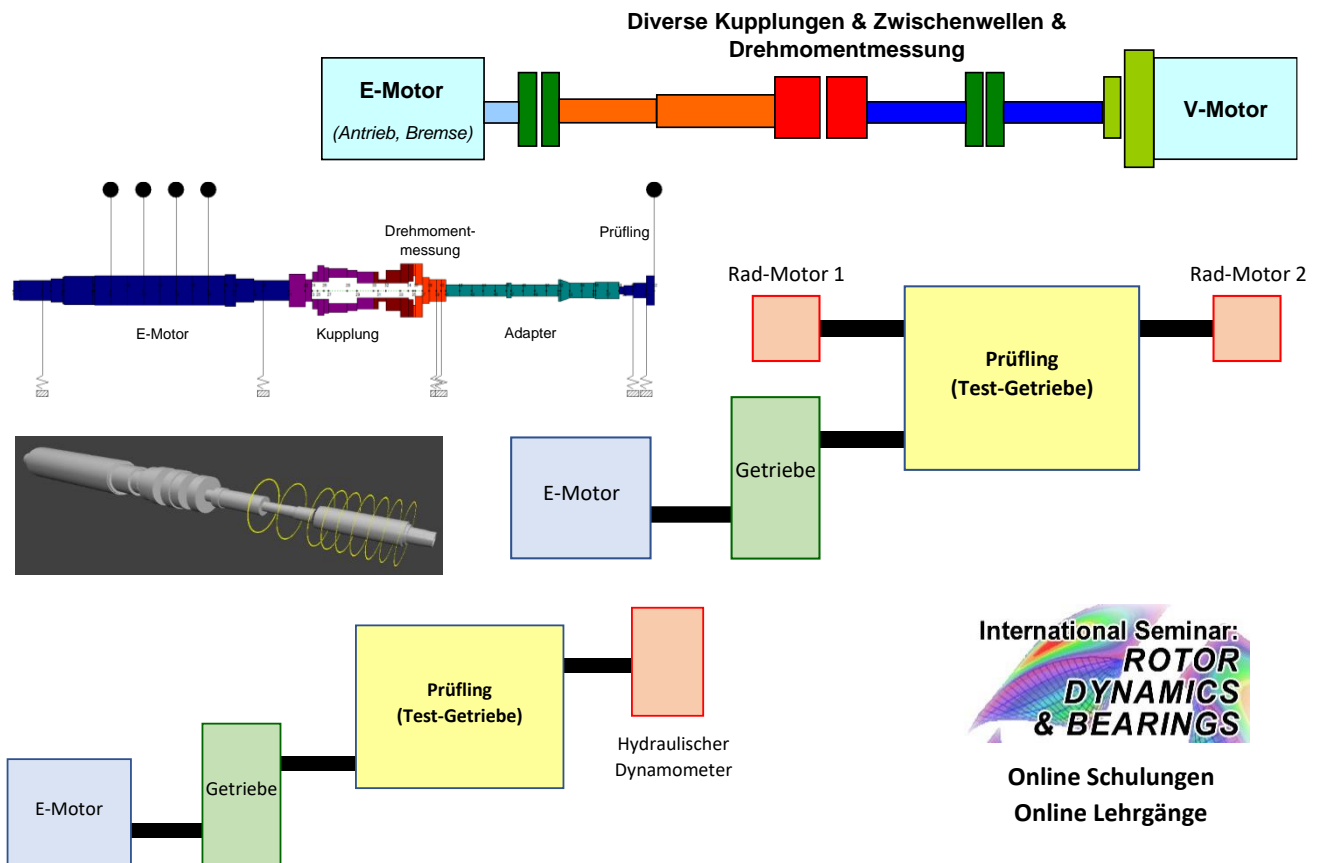 Diverse Kupplungen & Zwischenwellen &
Drehmomentmessung
E-Motor
(Antrieb, Bremse)
V-Motor
Drehmoment-
messung
Prüfling
E-Motor
Kupplung
Adapter
Rad-Motor 1
Rad-Motor 2
Prüfling
(Test-Getriebe)
Getriebe
E-Motor
Prüfling
(Test-Getriebe)
Hydraulischer
Dynamometer
Getriebe
E-Motor
International Seminar:
ROTOR
DYNAMICS
& BEARINGS
Online Schulungen
Online Lehrgänge